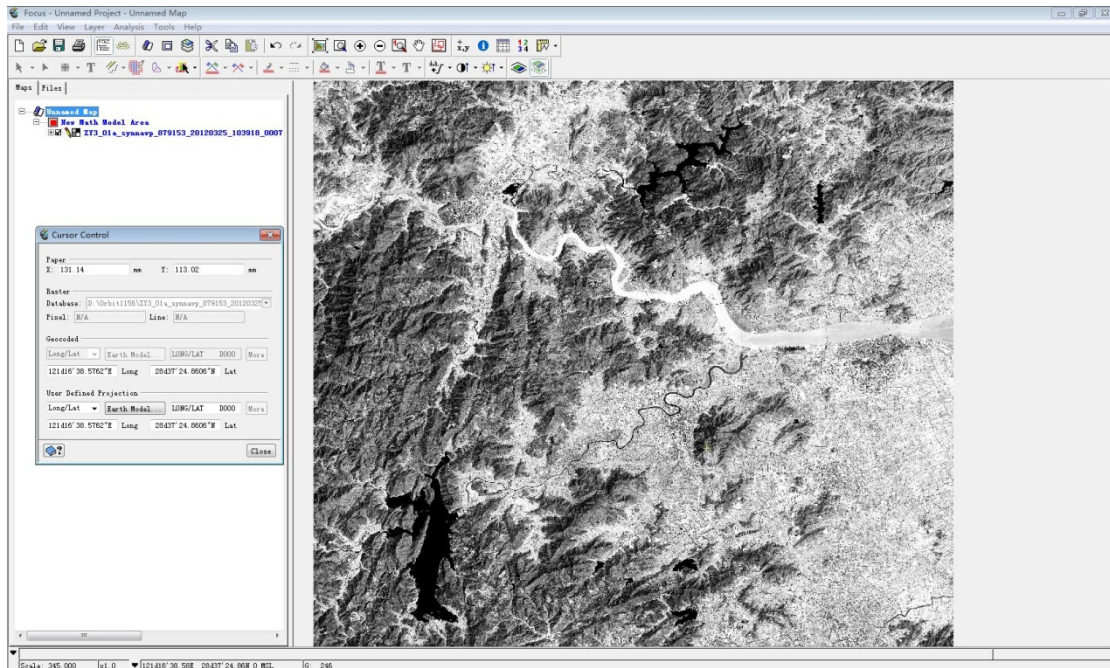 Focus - Unnamed Project - Unnamed Map
File Edit View Layer Analysis Tools Help
Maps Files
Unnamed Map
New Math Model Area
ZY3_01a_synnavp_879153_20120325_103918_0007
Cursor Control
Paper
X: 131.14 mm Y: 113.02 mm
Raster
Database: D:\Orbit1156\ZY3_01a_synnavp_879153_20120325
Pixel: N/A Line: N/A
Geocoded
Long/Lat Earth Model... LONG/LAT D000 More
121d16'38.5762"E Long 28d37'24.8606"N Lat
User Defined Projection
Long/Lat Earth Model... LONG/LAT D000 More
121d16'38.5762"E Long 28d37'24.8606"N Lat
Close
Scale: 345.000 x1.0 121d16'38.58E 28d37'24.86N 0 MSL G: 246